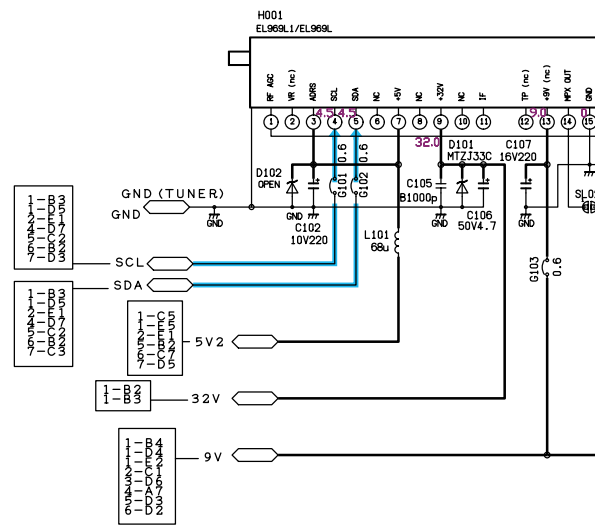 H001
EL969L1/EL969L
RF AGC
VR (nc)
ADRS
SCL
SDA
NC
+5V
NC
+32V
NC
IF
TP (nc)
+9V (nc)
MPX OUT
GND
4.5 4.5
9.0
0
1 2 3 4 5 6 7 8 9 10 11 12 13 14 15
32.0
D102
OPEN
G101
0.6
G102
0.6
D101
MTZJ33C
C107
16V220
GND (TUNER)
GND
GND
GND
C102
10V220
C105
B1000p
GND
GND
C106
50V4.7
GND
L101
68u
G103
0.6
1-B3
1-D5
2-E1
4-D7
5-C2
6-B2
7-D3
SCL
1-B3
1-D5
2-E1
4-D7
5-C2
6-B2
7-C3
SDA
1-C5
1-E5
2-E1
5-B2
6-C7
7-D5
5V2
1-B2
1-B3
32V
1-B4
1-D4
1-E2
2-C1
3-D6
4-A7
5-D3
6-D2
9V